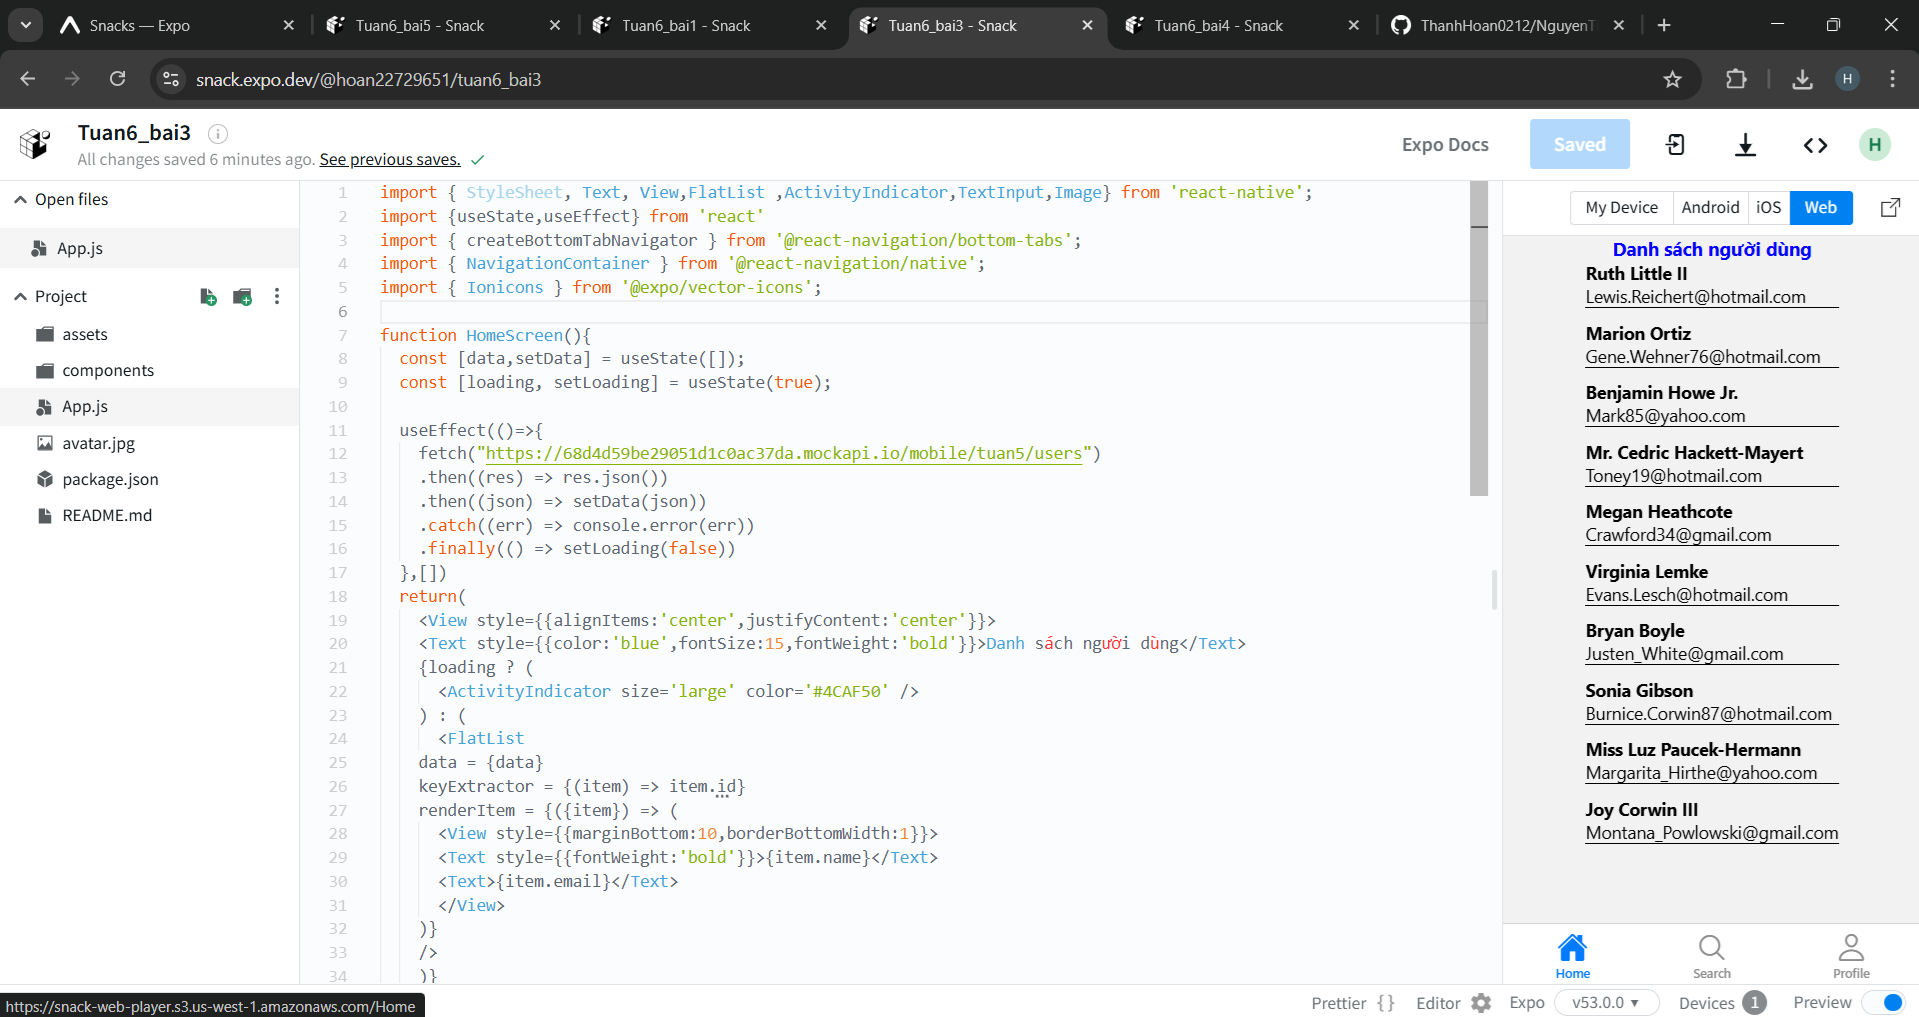 Snacks — Expo
Tuan6_bai5 - Snack
Tuan6_bai1 - Snack
Tuan6_bai3 - Snack
Tuan6_bai4 - Snack
ThanhHoan0212/NguyenT
snack.expo.dev/@hoan22729651/tuan6_bai3
H
Tuan6_bai3
All changes saved 6 minutes ago. See previous saves.
Expo Docs
Saved
H
Open files
App.js
Project
assets
components
App.js
avatar.jpg
package.json
README.md
1 import { StyleSheet, Text, View,FlatList ,ActivityIndicator,TextInput,Image} from 'react-native';
2 import {useState,useEffect} from 'react'
3 import { createBottomTabNavigator } from '@react-navigation/bottom-tabs';
4 import { NavigationContainer } from '@react-navigation/native';
5 import { Ionicons } from '@expo/vector-icons';
6
7 function HomeScreen(){
8 const [data,setData] = useState([]);
9 const [loading, setLoading] = useState(true);
10
11 useEffect(()=>{
12 fetch("https://68d4d59be29051d1c0ac37da.mockapi.io/mobile/tuan5/users")
13 .then((res) => res.json())
14 .then((json) => setData(json))
15 .catch((err) => console.error(err))
16 .finally(() => setLoading(false))
17 },[])
18 return(
19 <View style={{alignItems:'center',justifyContent:'center'}}>
20 <Text style={{color:'blue',fontSize:15,fontWeight:'bold'}}>Danh sách người dùng</Text>
21 {loading ? (
22 <ActivityIndicator size='large' color='#4CAF50' />
23 ) : (
24 <FlatList
25 data = {data}
26 keyExtractor = {(item) => item.id}
27 renderItem = {({item}) => (
28 <View style={{marginBottom:10,borderBottomWidth:1}}>
29 <Text style={{fontWeight:'bold'}}>{item.name}</Text>
30 <Text>{item.email}</Text>
31 </View>
32 )}
33 />
34 )}
My Device
Android
iOS
Web
Danh sách người dùng
Ruth Little II
Lewis.Reichert@hotmail.com
Marion Ortiz
Gene.Wehner76@hotmail.com
Benjamin Howe Jr.
Mark85@yahoo.com
Mr. Cedric Hackett-Mayert
Toney19@hotmail.com
Megan Heathcote
Crawford34@gmail.com
Virginia Lemke
Evans.Lesch@hotmail.com
Bryan Boyle
Justen_White@gmail.com
Sonia Gibson
Burnice.Corwin87@hotmail.com
Miss Luz Paucek-Hermann
Margarita_Hirthe@yahoo.com
Joy Corwin III
Montana_Powlowski@gmail.com
Home
Search
Profile
https://snack-web-player.s3.us-west-1.amazonaws.com/Home
Prettier { }
Editor
Expo
v53.0.0
Devices 1
Preview